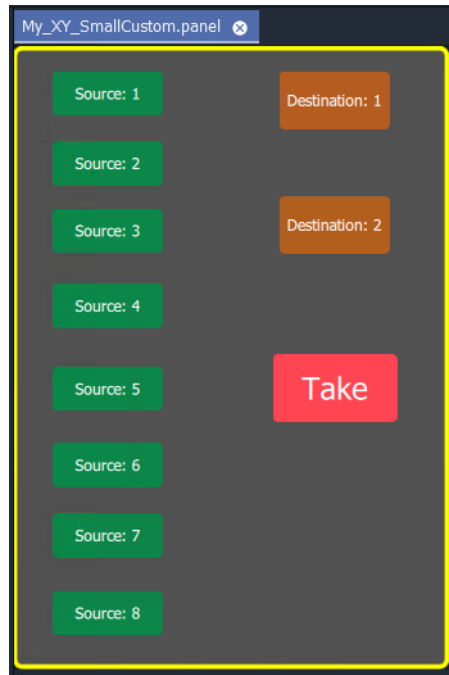 My_XY_SmallCustom.panel
Source: 1
Source: 2
Source: 3
Source: 4
Source: 5
Source: 6
Source: 7
Source: 8
Destination: 1
Destination: 2
Take